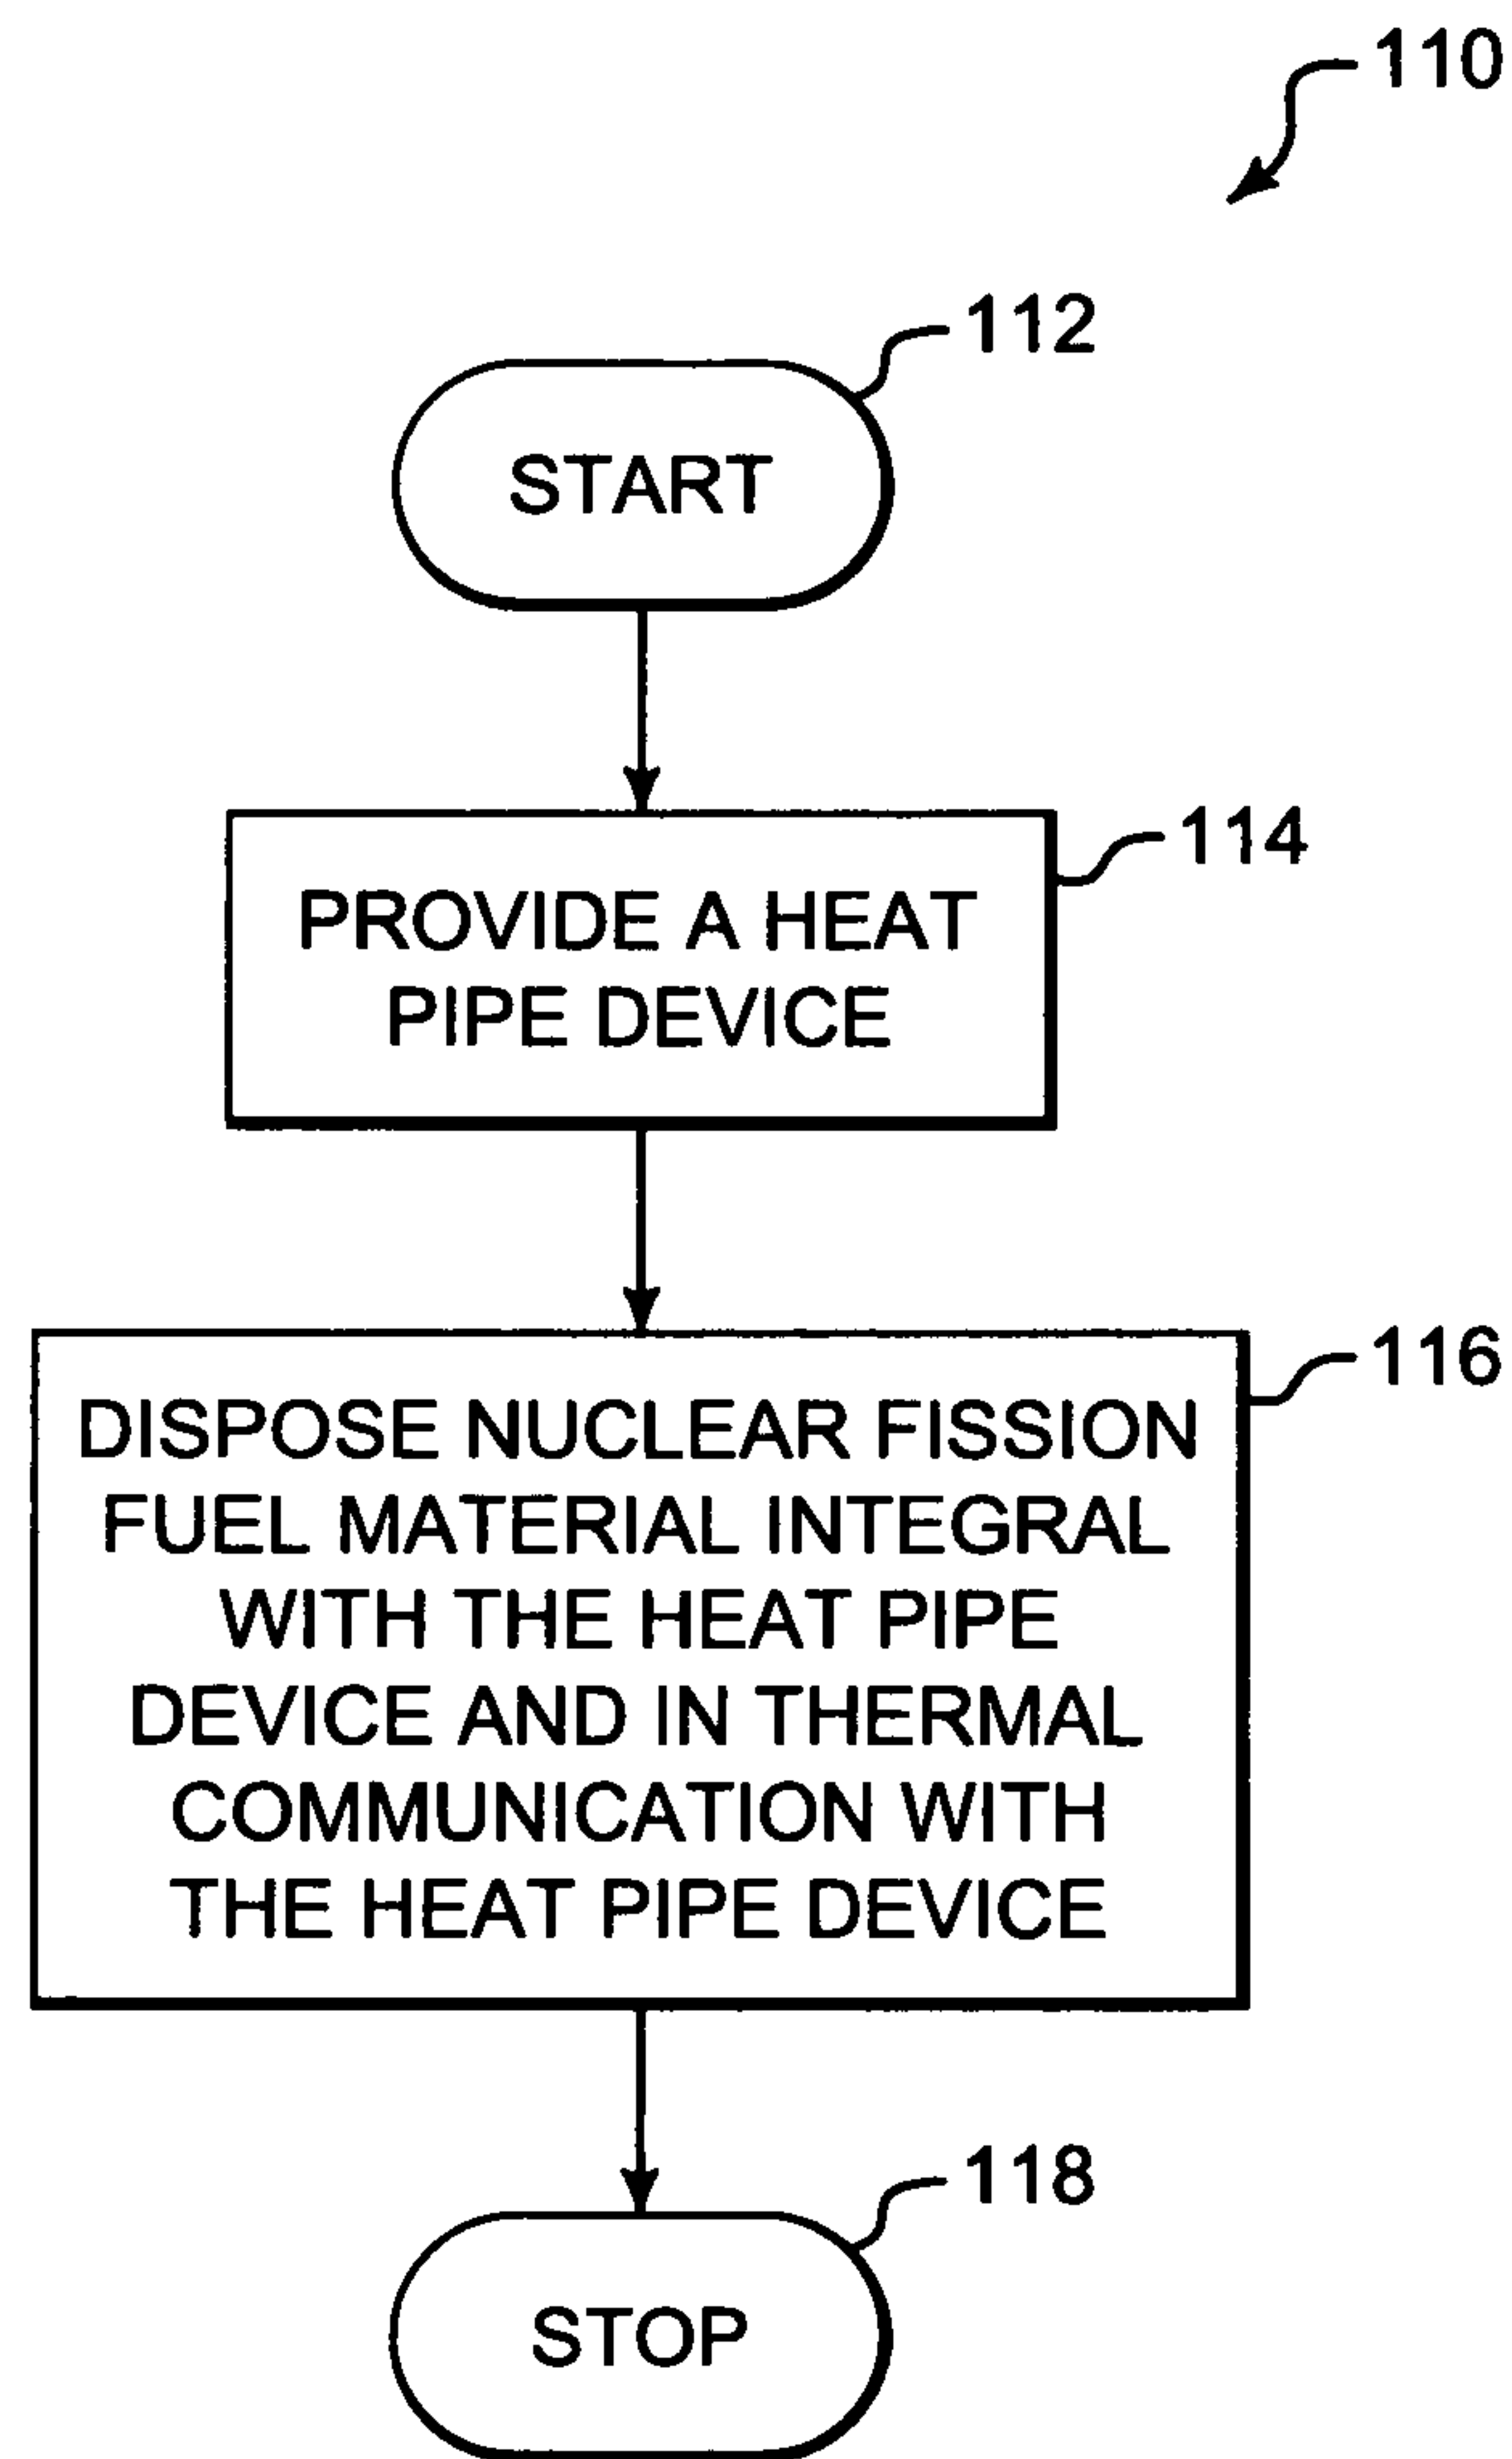 110
112
START
114
PROVIDE A HEAT
PIPE DEVICE
116
DISPOSE NUCLEAR FISSION
FUEL MATERIAL INTEGRAL
WITH THE HEAT PIPE
DEVICE AND IN THERMAL
COMMUNICATION WITH
THE HEAT PIPE DEVICE
118
STOP